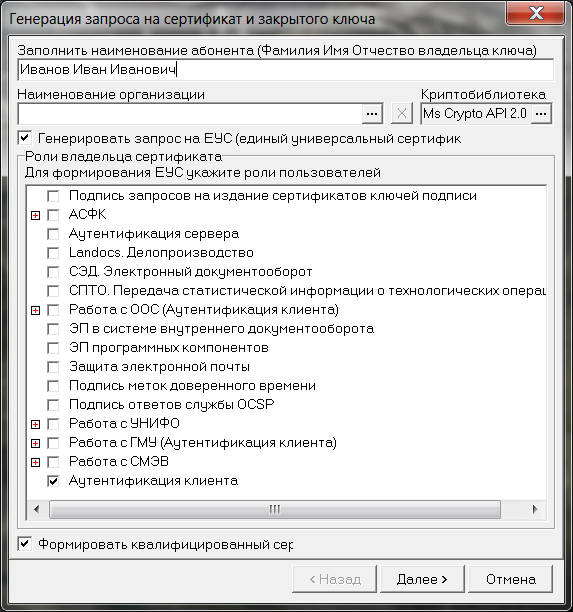 Генерация запроса на сертификат и закрытого ключа
Заполнить наименование абонента (Фамилия Имя Отчество владельца ключа)
Иванов Иван Иванович
Наименование организации Криптобиблиотека
... X Ms Crypto API 2.0 ...
Генерировать запрос на ЕУС (единый универсальный сертифик
Роли владельца сертификата
Для формирования ЕУС укажите роли пользователей
Подпись запросов на издание сертификатов ключей подписи
АСФК
Аутентификация сервера
Landocs. Делопроизводство
СЭД. Электронный документооборот
СПТО. Передача статистической информации о технологических операц
Работа с ООС (Аутентификация клиента)
ЭП в системе внутреннего документооборота
ЭП программных компонентов
Защита электронной почты
Подпись меток доверенного времени
Подпись ответов службы OCSP
Работа с УНИФО
Работа с ГМУ (Аутентификация клиента)
Работа с СМЭВ
Аутентификация клиента
Формировать квалифицированный сер
< Назад Далее > Отмена